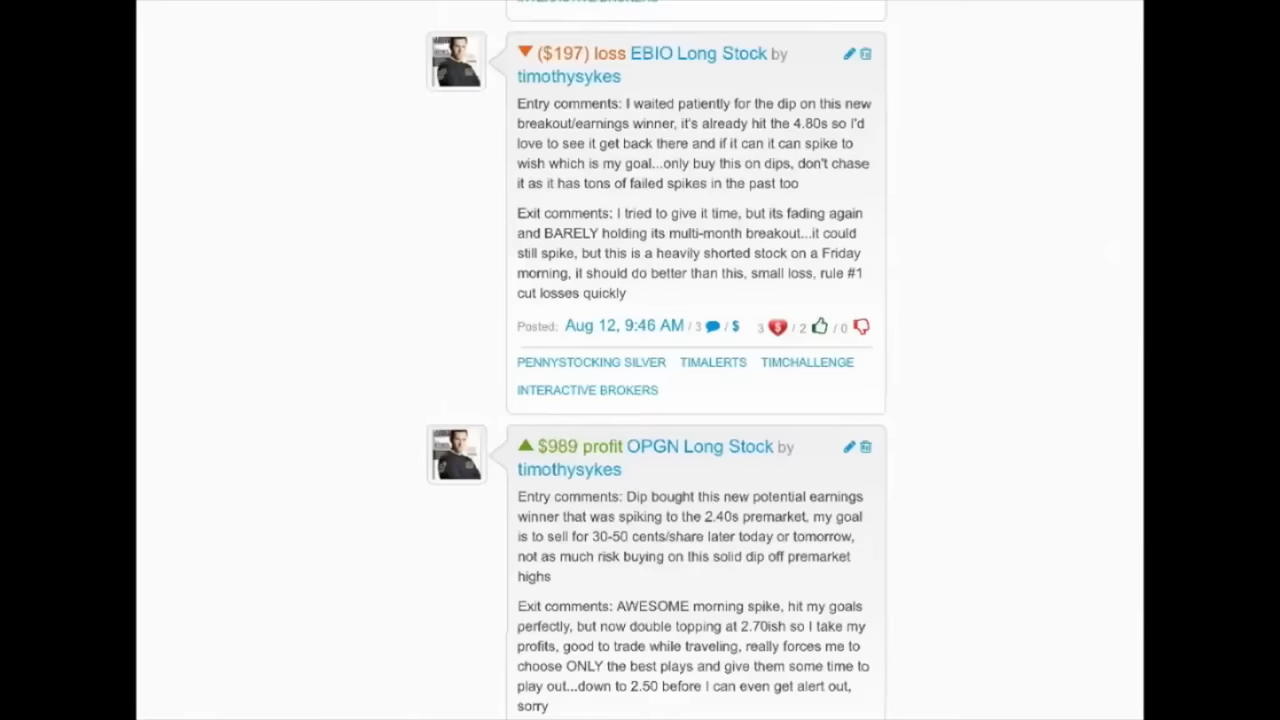 ($197) loss EBIO Long Stock by
timothysykes
Entry comments: I waited patiently for the dip on this new
breakout/earnings winner, it's already hit the 4.80s so I'd
love to see it get back there and if it can it can spike to
wish which is my goal...only buy this on dips, don't chase
it as it has tons of failed spikes in the past too
Exit comments: I tried to give it time, but its fading again
and BARELY holding its multi-month breakout...it could
still spike, but this is a heavily shorted stock on a Friday
morning, it should do better than this, small loss, rule #1
cut losses quickly
Posted: Aug 12, 9:46 AM / 3 / $ 3 $ / 2 / 0
PENNYSTOCKING SILVER TIMALERTS TIMCHALLENGE
INTERACTIVE BROKERS
$989 profit OPGN Long Stock by
timothysykes
Entry comments: Dip bought this new potential earnings
winner that was spiking to the 2.40s premarket, my goal
is to sell for 30-50 cents/share later today or tomorrow,
not as much risk buying on this solid dip off premarket
highs
Exit comments: AWESOME morning spike, hit my goals
perfectly, but now double topping at 2.70ish so I take my
profits, good to trade while traveling, really forces me to
choose ONLY the best plays and give them some time to
play out...down to 2.50 before I can even get alert out,
sorry